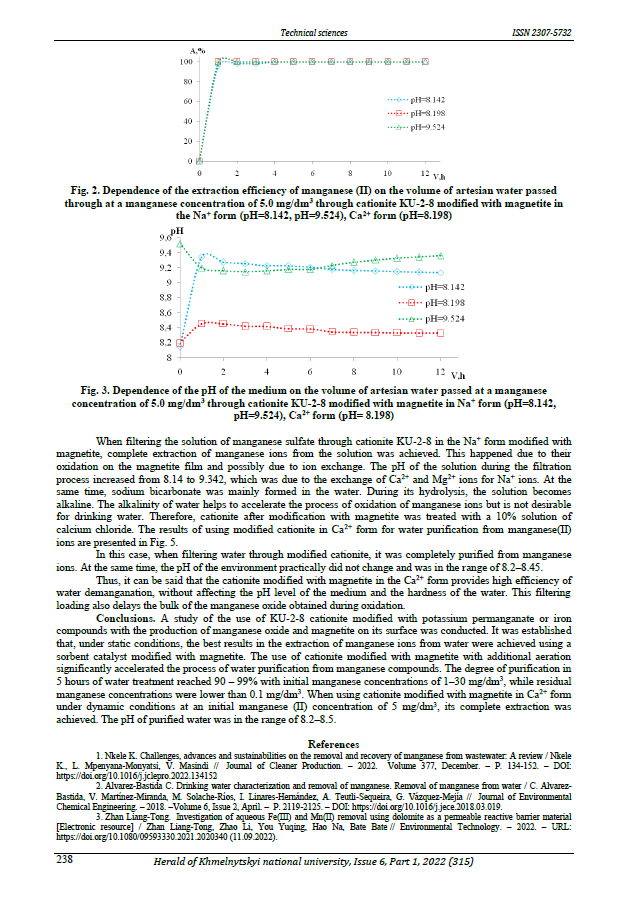 Technical sciences ISSN 2307-5732
A,%
100
80
60
40
20
0
0 2 4 6 8 10 12 V,h
pH=8.142
pH=8.198
pH=9.524
Fig. 2. Dependence of the extraction efficiency of manganese (II) on the volume of artesian water passed
through at a manganese concentration of 5.0 mg/dm³ through cationite KU-2-8 modified with magnetite in
the Na⁺ form (pH=8.142, pH=9.524), Ca²⁺ form (pH=8.198)
pH
9.6
9.4
9.2
9
8.8
8.6
8.4
8.2
8
0 2 4 6 8 10 12 V,h
pH=8.142
pH=8.198
pH=9.524
Fig. 3. Dependence of the pH of the medium on the volume of artesian water passed at a manganese
concentration of 5.0 mg/dm³ through cationite KU-2-8 modified with magnetite in Na⁺ form (pH=8.142,
pH=9.524), Ca²⁺ form (pH= 8.198)
When filtering the solution of manganese sulfate through cationite KU-2-8 in the Na⁺ form modified with
magnetite, complete extraction of manganese ions from the solution was achieved. This happened due to their
oxidation on the magnetite film and possibly due to ion exchange. The pH of the solution during the filtration
process increased from 8.14 to 9.342, which was due to the exchange of Ca²⁺ and Mg²⁺ ions for Na⁺ ions. At the
same time, sodium bicarbonate was mainly formed in the water. During its hydrolysis, the solution becomes
alkaline. The alkalinity of water helps to accelerate the process of oxidation of manganese ions but is not desirable
for drinking water. Therefore, cationite after modification with magnetite was treated with a 10% solution of
calcium chloride. The results of using modified cationite in Ca²⁺ form for water purification from manganese(II)
ions are presented in Fig. 5.
In this case, when filtering water through modified cationite, it was completely purified from manganese
ions. At the same time, the pH of the environment practically did not change and was in the range of 8.2–8.45.
Thus, it can be said that the cationite modified with magnetite in the Ca²⁺ form provides high efficiency of
water demanganation, without affecting the pH level of the medium and the hardness of the water. This filtering
loading also delays the bulk of the manganese oxide obtained during oxidation.
Conclusions. A study of the use of KU-2-8 cationite modified with potassium permanganate or iron
compounds with the production of manganese oxide and magnetite on its surface was conducted. It was established
that, under static conditions, the best results in the extraction of manganese ions from water were achieved using a
sorbent catalyst modified with magnetite. The use of cationite modified with magnetite with additional aeration
significantly accelerated the process of water purification from manganese compounds. The degree of purification in
5 hours of water treatment reached 90 – 99% with initial manganese concentrations of 1–30 mg/dm³, while residual
manganese concentrations were lower than 0.1 mg/dm³. When using cationite modified with magnetite in Ca²⁺ form
under dynamic conditions at an initial manganese (II) concentration of 5 mg/dm³, its complete extraction was
achieved. The pH of purified water was in the range of 8.2–8.5.
References
1. Nkele K. Challenges, advances and sustainabilities on the removal and recovery of manganese from wastewater: A review / Nkele
K., L. Mpenyana-Monyatsi, V. Masindi // Journal of Cleaner Production. – 2022. Volume 377, December. – P. 134-152. – DOI:
https://doi.org/10.1016/j.jclepro.2022.134152
2. Alvarez-Bastida C. Drinking water characterization and removal of manganese. Removal of manganese from water / C. Alvarez-
Bastida, V. Martínez-Miranda, M. Solache-Ríos, I. Linares-Hernández, A. Teutli-Sequeira, G. Vázquez-Mejía // Journal of Environmental
Chemical Engineering. – 2018. –Volume 6, Issue 2, April. – P. 2119-2125. – DOI: https://doi.org/10.1016/j.jece.2018.03.019.
3. Zhan Liang-Tong. Investigation of aqueous Fe(III) and Mn(II) removal using dolomite as a permeable reactive barrier material
[Electronic resource] / Zhan Liang-Tong, Zhao Li, You Yuqing, Hao Na, Bate Bate // Environmental Technology. – 2022. – URL:
https://doi.org/10.1080/09593330.2021.2020340 (11.09.2022).
238 Herald of Khmelnytskyi national university, Issue 6, Part 1, 2022 (315)